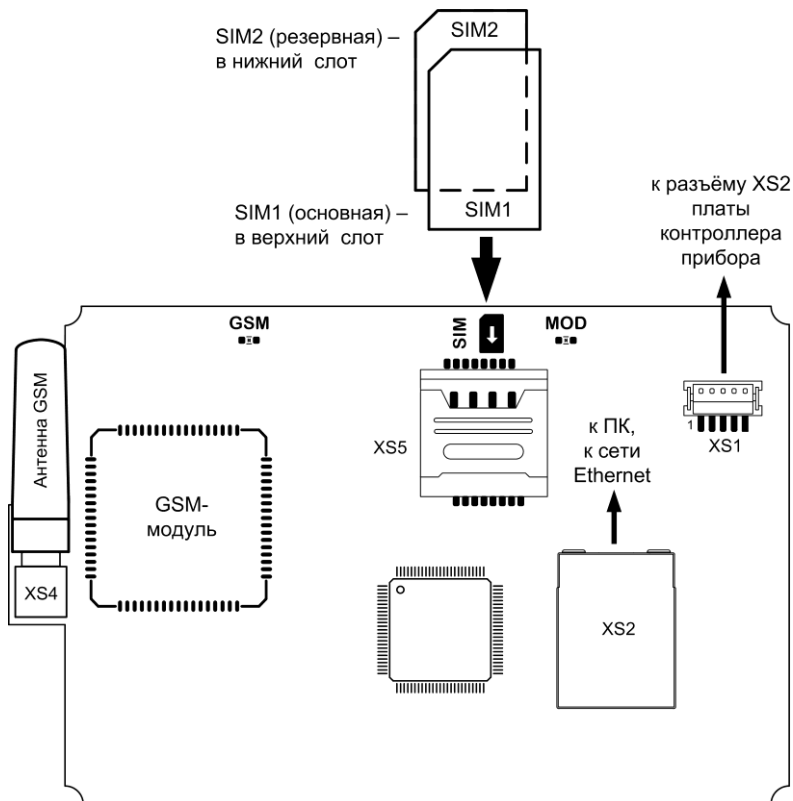 SIM2 (резервная) –
в нижний слот
SIM2
SIM1 (основная) –
в верхний слот
SIM1
к разъёму XS2
платы
контроллера
прибора
GSM
SIM
MOD
Антенна GSM
XS5
1
XS1
к ПК,
к сети
Ethernet
GSM-
модуль
XS4
XS2